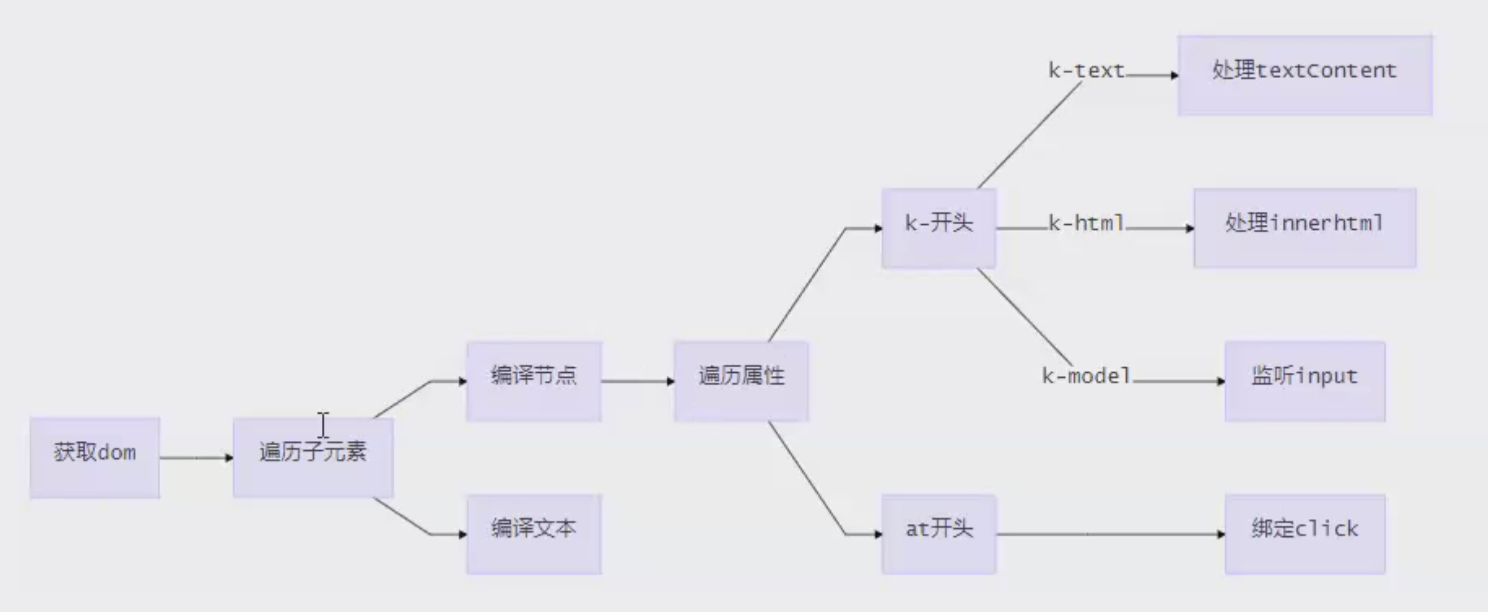 k-text
处理textContent
k-开头
k-html
处理innerhtml
编译节点
遍历属性
k-model
监听input
获取dom
遍历子元素
编译文本
at开头
绑定click